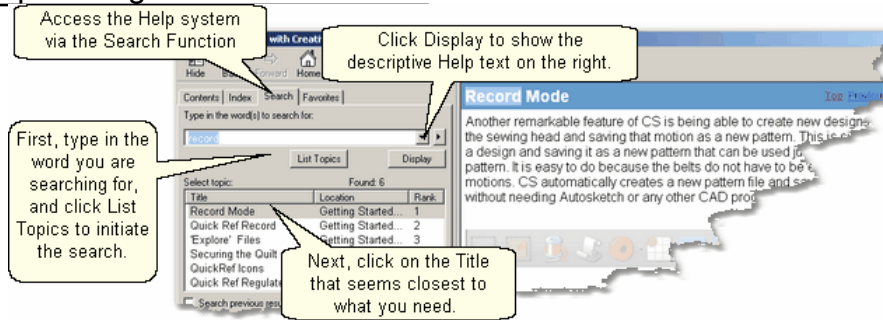 Access the Help system
via the Search Function
with Creativ
Click Display to show the
descriptive Help text on the right.
Hide
Forward
Home
Contents Index Search Favorites
Type in the word(s) to search for:
record
List Topics Display
First, type in the
word you are
searching for,
and click List
Topics to initiate
the search.
Select topic: Found: 6
Title Location Rank
Record Mode Getting Started... 1
Quick Ref Record Getting Started... 2
'Explore' Files Getting Started... 3
Securing the Quilt
QuickRef Icons
Quick Ref Regulate
Search previous
Next, click on the Title
that seems closest to
what you need.
Record Mode Top
Another remarkable feature of CS is being able to create new designs
the sewing head and saving that motion as a new pattern. This is
a design and saving it as a new pattern that can be used
pattern. It is easy to do because the belts do not have to be
motions. CS automatically creates a new pattern file and
without needing Autosketch or any other CAD